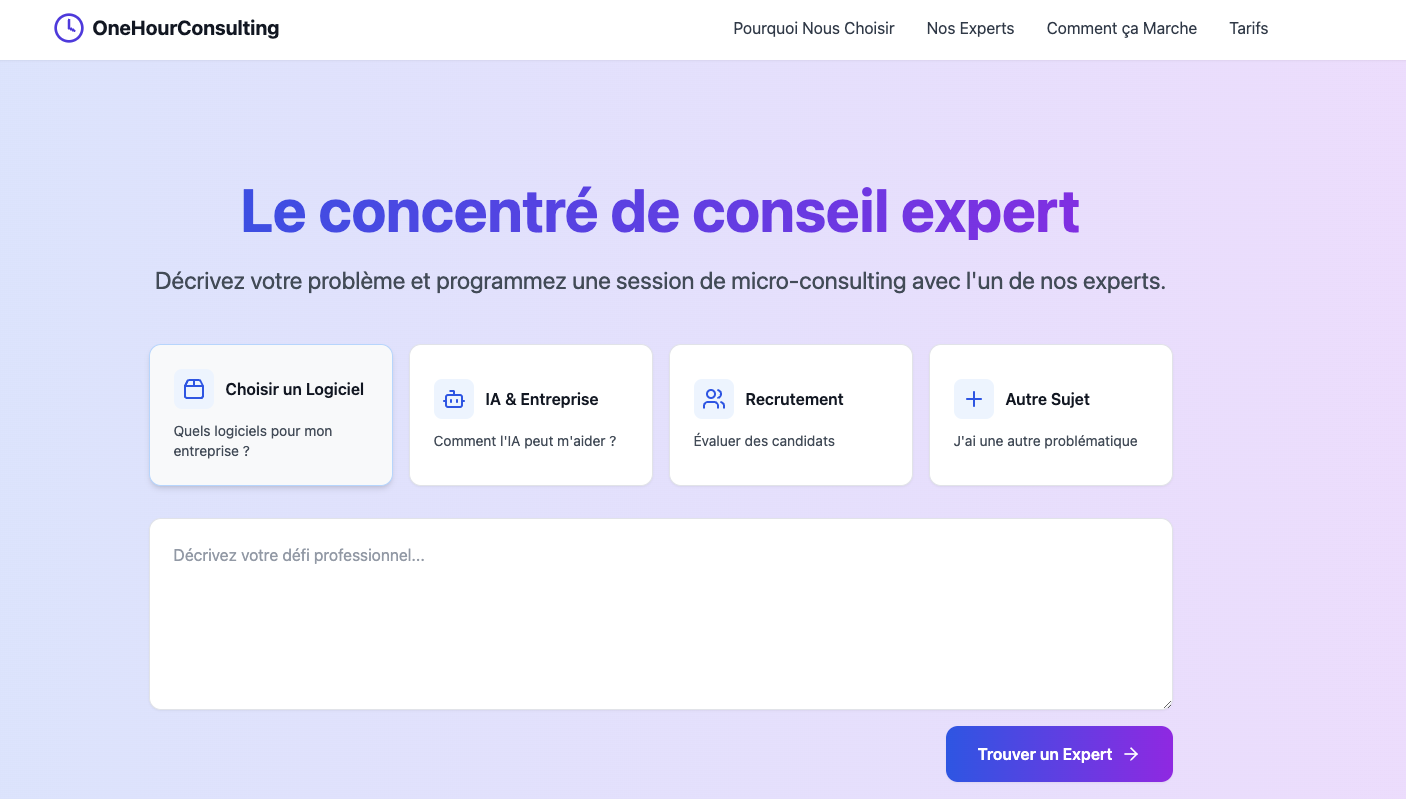 OneHourConsulting
Pourquoi Nous Choisir
Nos Experts
Comment ça Marche
Tarifs
Le concentré de conseil expert
Décrivez votre problème et programmez une session de micro-consulting avec l'un de nos experts.
Choisir un Logiciel
Quels logiciels pour mon
entreprise ?
IA & Entreprise
Comment l'IA peut m'aider ?
Recrutement
Évaluer des candidats
Autre Sujet
J'ai une autre problématique
Décrivez votre défi professionnel...
Trouver un Expert